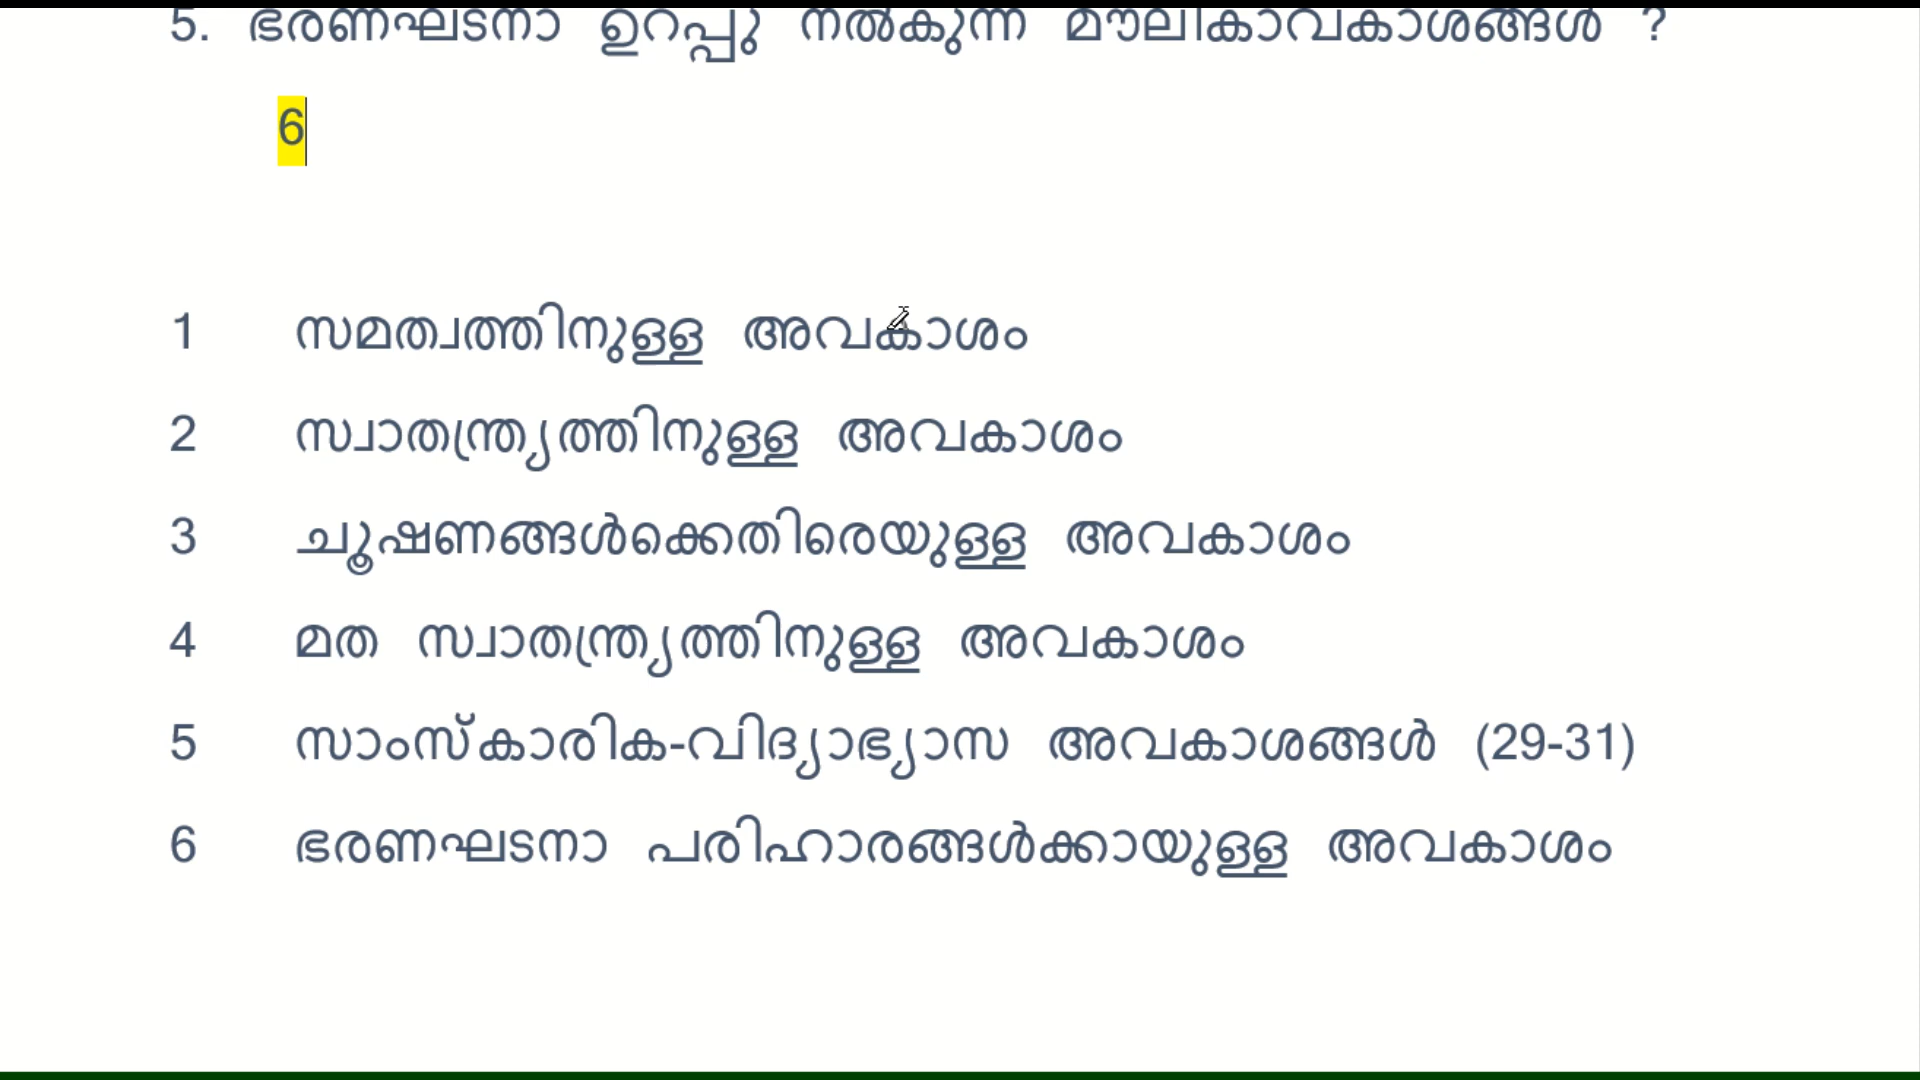 5. ഭരണഘടനാ ഉറപ്പു നൽകുന്ന മൗലികാവകാശങ്ങൾ ?
6
1 സമത്വത്തിനുള്ള അവകാശം
2 സ്വാതന്ത്ര്യത്തിനുള്ള അവകാശം
3 ചൂഷണങ്ങൾക്കെതിരെയുള്ള അവകാശം
4 മത സ്വാതന്ത്ര്യത്തിനുള്ള അവകാശം
5 സാംസ്കാരിക-വിദ്യാഭ്യാസ അവകാശങ്ങൾ (29-31)
6 ഭരണഘടനാ പരിഹാരങ്ങൾക്കായുള്ള അവകാശം